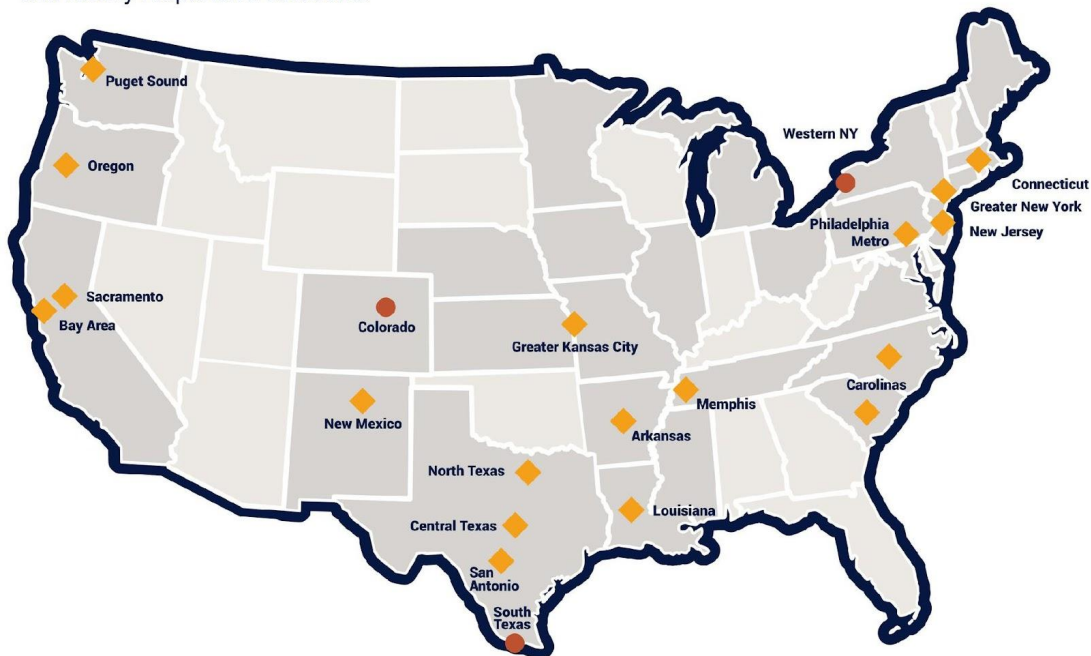 Puget Sound
Western NY
Oregon
Connecticut
Greater New York
Philadelphia
Metro
New Jersey
Sacramento
Bay Area
Colorado
Greater Kansas City
Carolinas
Memphis
New Mexico
Arkansas
North Texas
Louisiana
Central Texas
San
Antonio
South
Texas